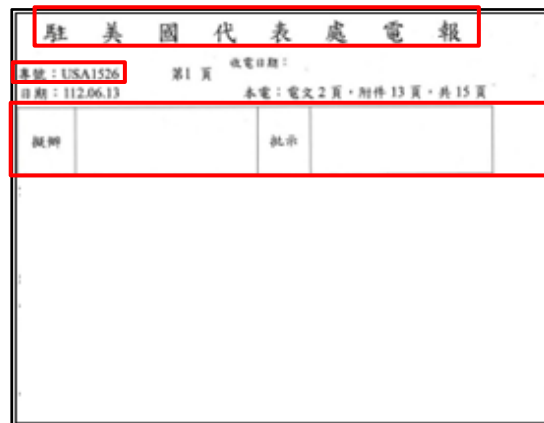 駐美國代表處電報
收電日期：
專號：USA1526 第1 頁
日期：112.06.13 本電：電文 2 頁，附件 13 頁，共 15 頁
擬辦 批示